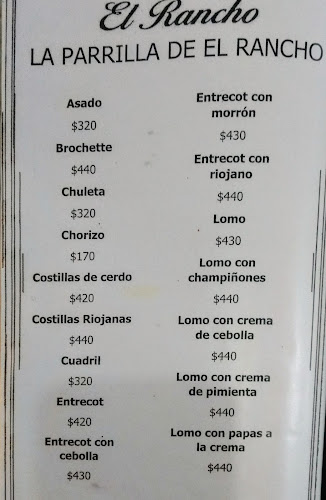 El Rancho
LA PARRILLA DE EL RANCHO
Asado
$320
Brochette
$440
Chuleta
$320
Chorizo
$170
Costillas de cerdo
$420
Costillas Riojanas
$440
Cuadril
$320
Entrecot
$420
Entrecot con
cebolla
$430
Entrecot con
morrón
$430
Entrecot con
riojano
$440
Lomo
$430
Lomo con
champiñones
$440
Lomo con crema
de cebolla
$440
Lomo con crema
de pimienta
$440
Lomo con papas a
la crema
$440